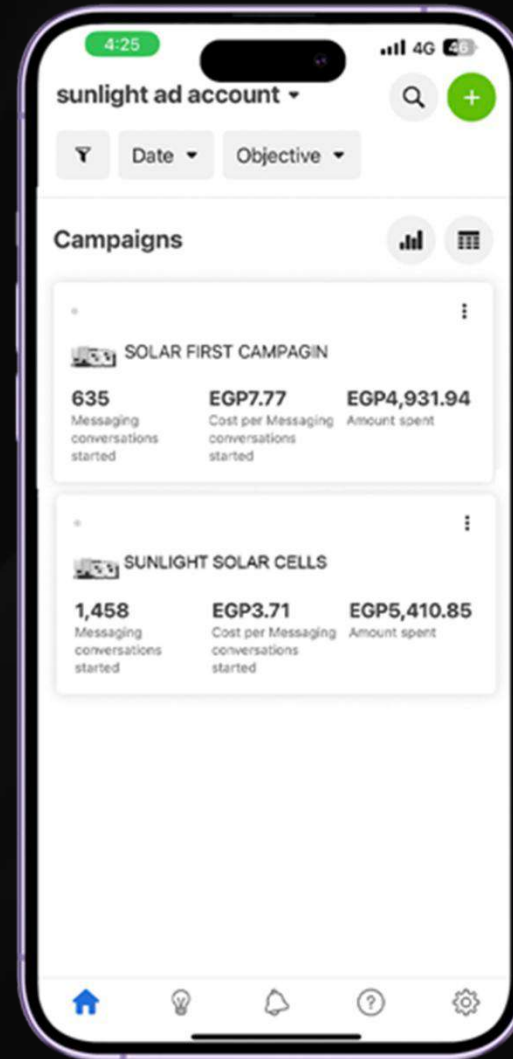 4:25
4G 46
sunlight ad account
Date
Objective
Campaigns
SOLAR FIRST CAMPAGIN
635 EGP7.77 EGP4,931.94
Messaging Cost per Messaging Amount spent
conversations conversations
started started
SUNLIGHT SOLAR CELLS
1,458 EGP3.71 EGP5,410.85
Messaging Cost per Messaging Amount spent
conversations conversations
started started